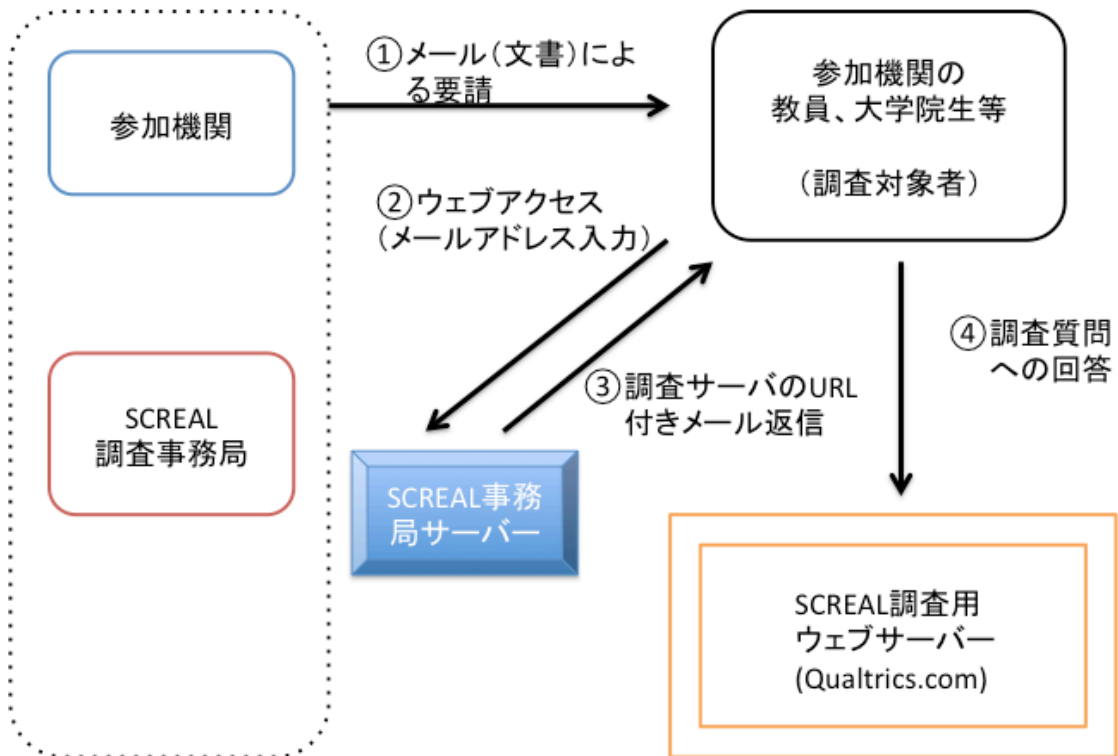 参加機関
①メール（文書）によ
る要請
参加機関の
教員、大学院生等
（調査対象者）
②ウェブアクセス
（メールアドレス入力）
③調査サーバのURL
付きメール返信
④調査質問
への回答
SCREAL
調査事務局
SCREAL事務
局サーバー
SCREAL調査用
ウェブサーバー
(Qualtrics.com)